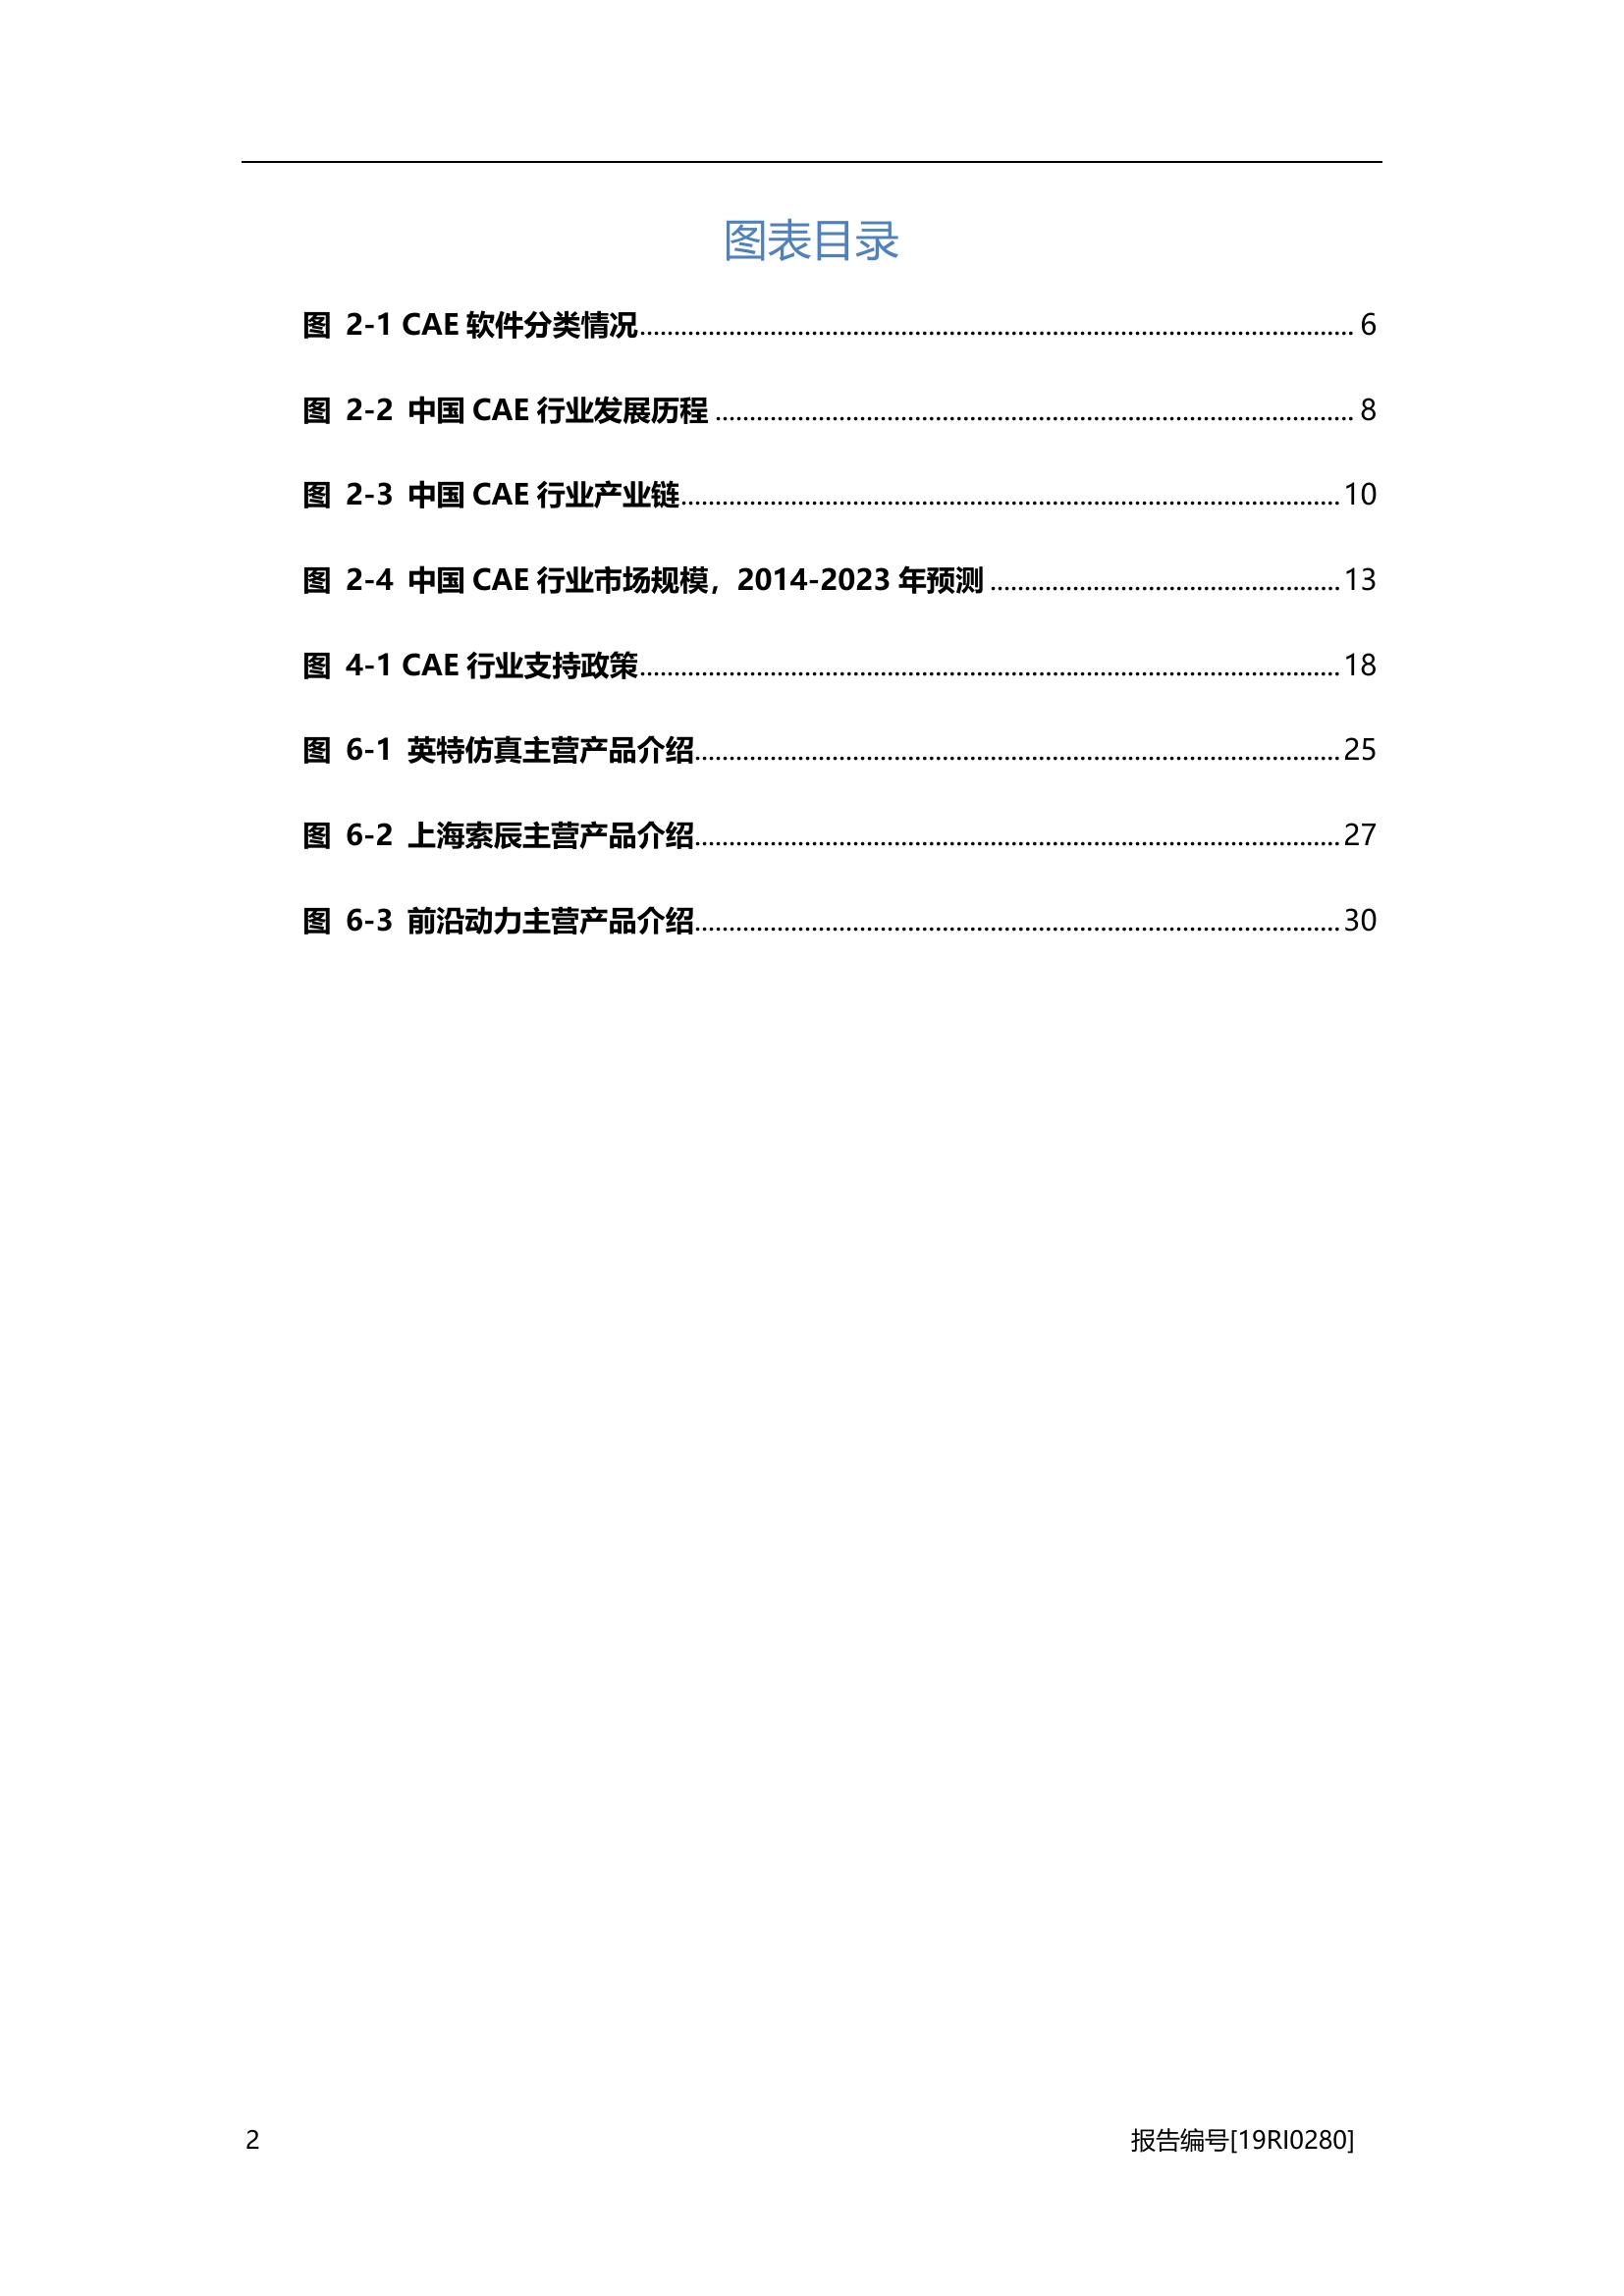 图表目录
图 2-1 CAE 软件分类情况 6
图 2-2 中国 CAE 行业发展历程 8
图 2-3 中国 CAE 行业产业链 10
图 2-4 中国 CAE 行业市场规模，2014-2023 年预测 13
图 4-1 CAE 行业支持政策 18
图 6-1 英特仿真主营产品介绍 25
图 6-2 上海索辰主营产品介绍 27
图 6-3 前沿动力主营产品介绍 30
2 报告编号[19RI0280]